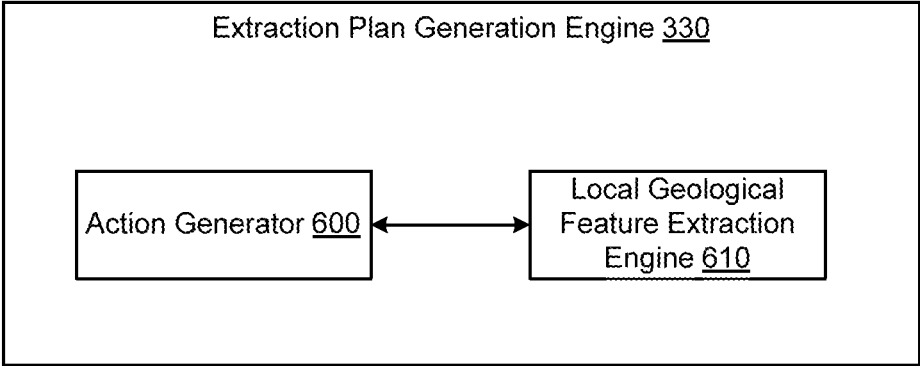 Extraction Plan Generation Engine 330
Action Generator 600
Local Geological
Feature Extraction
Engine 610